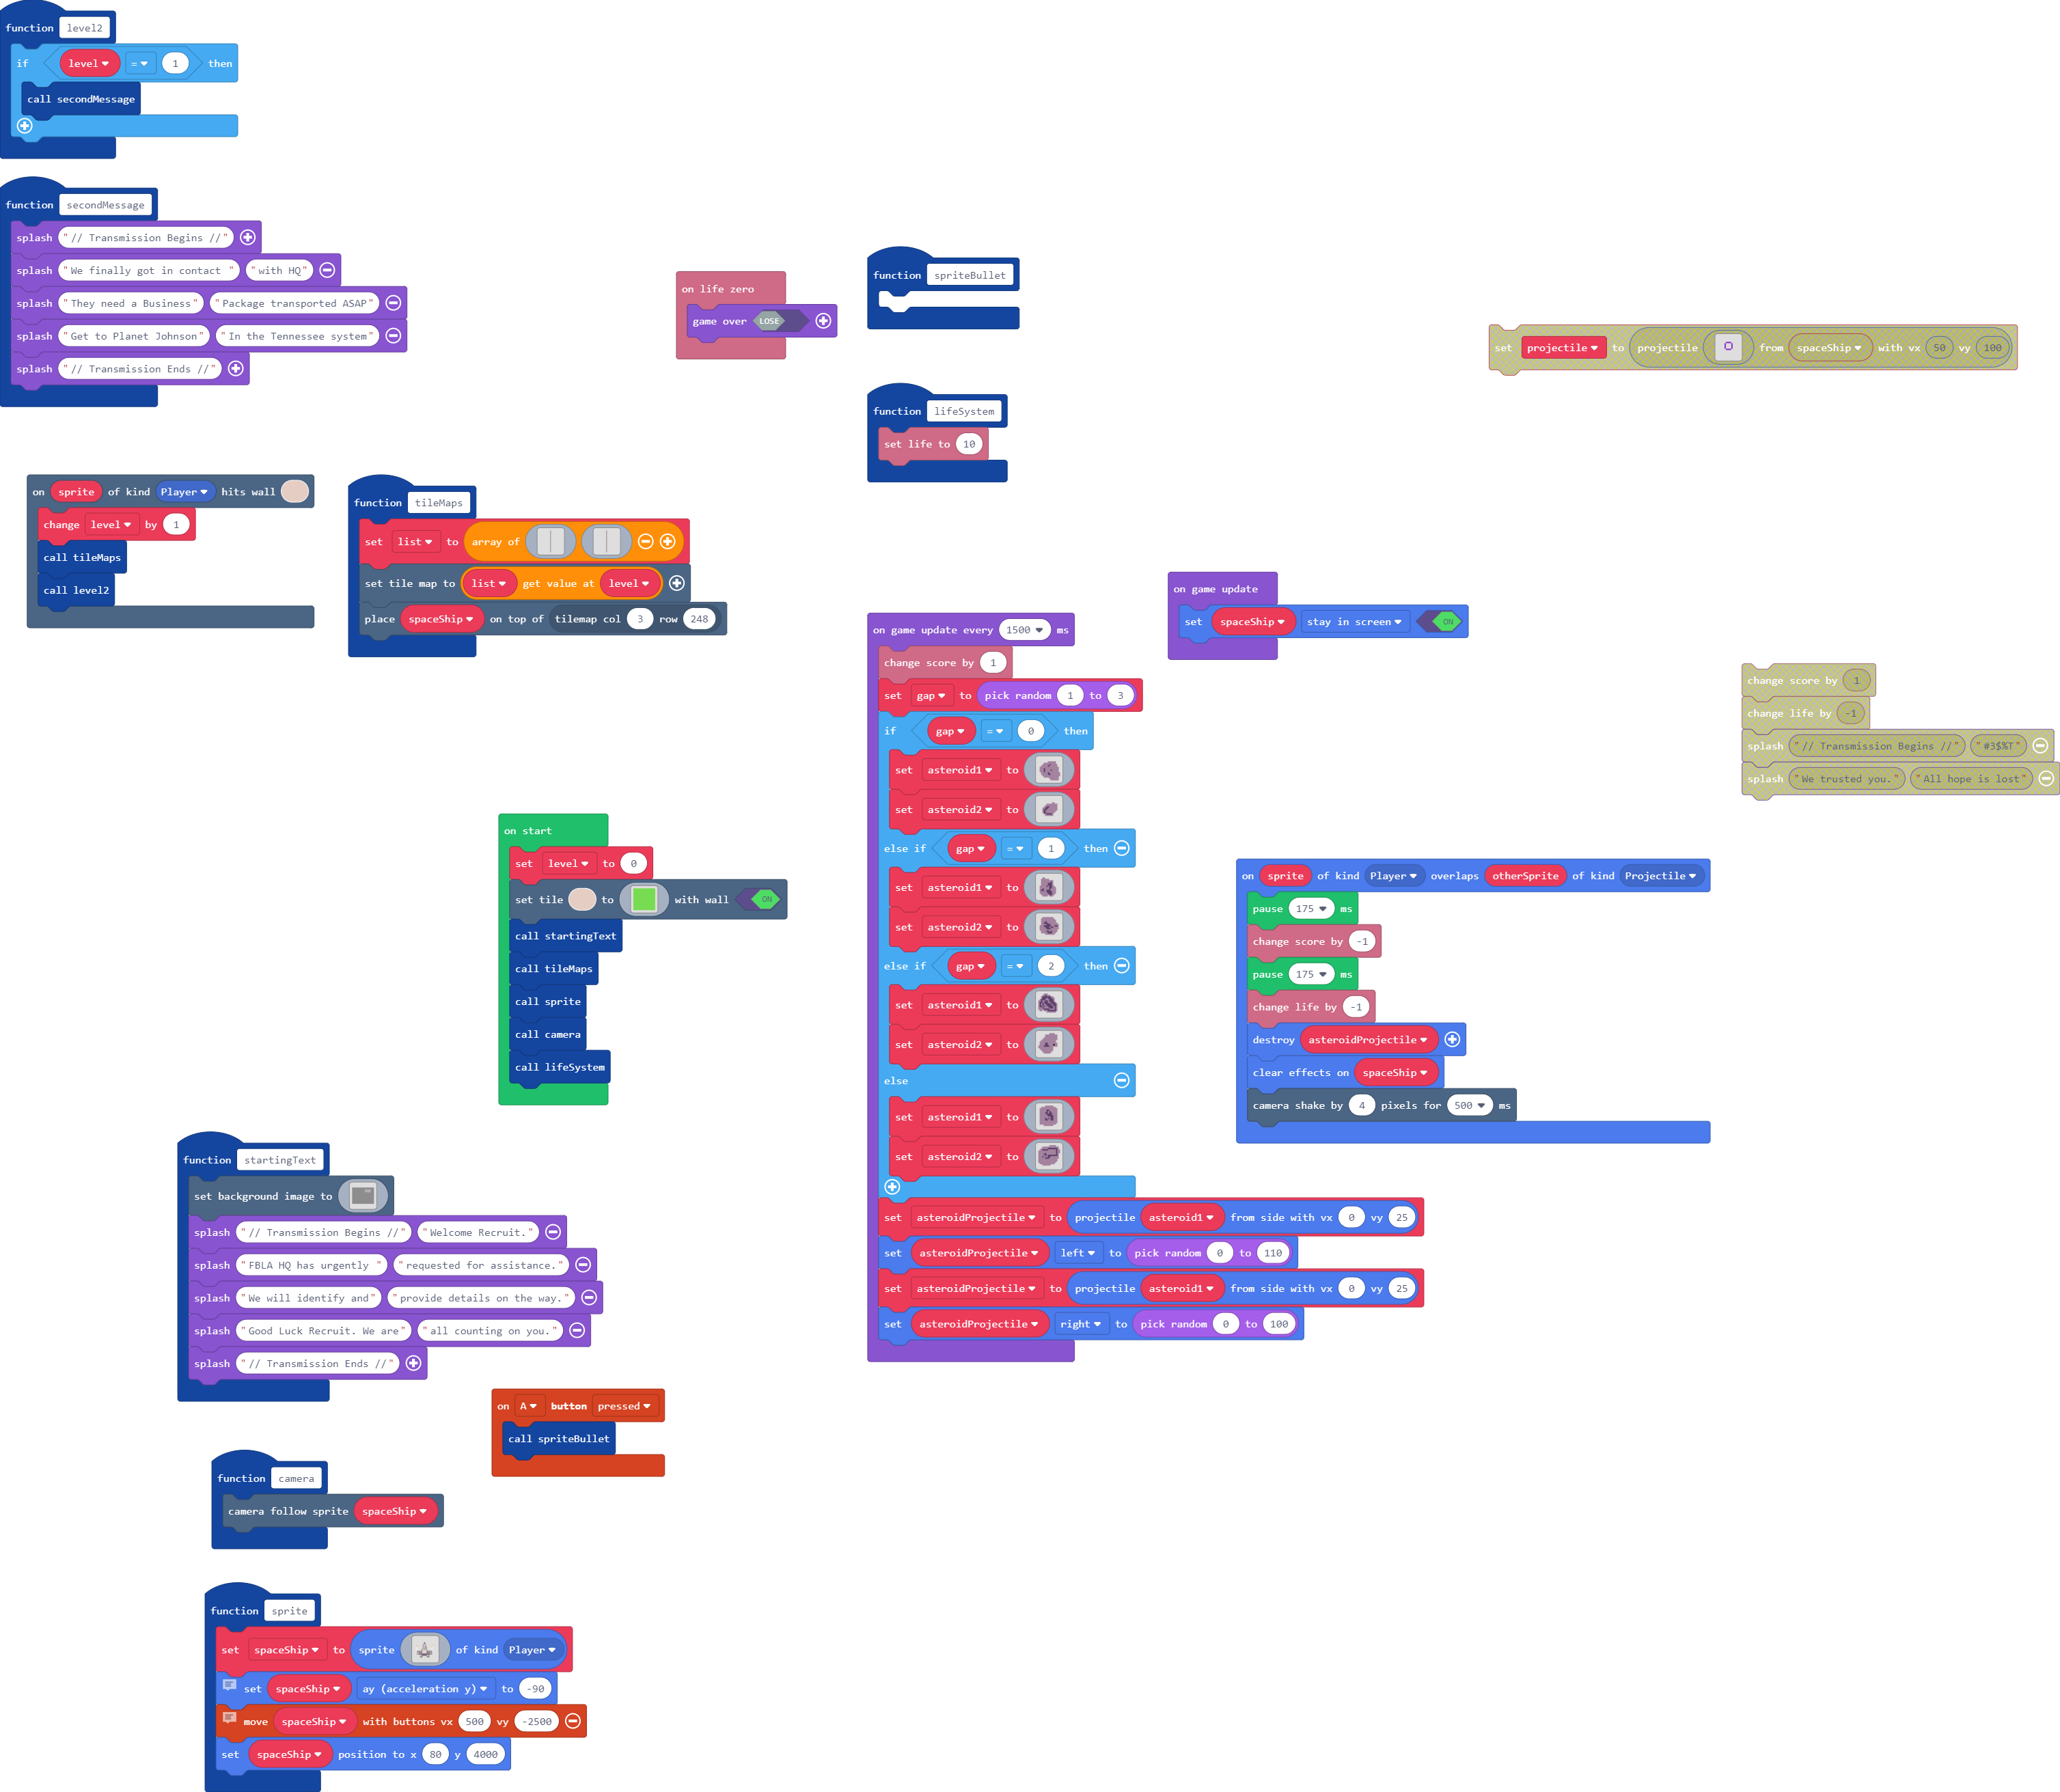 function level2
if level = 1 then
call secondMessage
function secondMessage
splash "// Transmission Begins //"
splash "We finally got in contact " "with HQ"
splash "They need a Business" "Package transported ASAP"
splash "Get to Planet Johnson" "In the Tennessee system"
splash "// Transmission Ends //"
on life zero
game over LOSE
function spriteBullet
set projectile to projectile from spaceShip with vx 50 vy 100
function lifeSystem
set life to 10
on sprite of kind Player hits wall
change level by 1
call tileMaps
call level2
function tileMaps
set list to array of
set tile map to list get value at level
place spaceShip on top of tilemap col 3 row 248
on game update
set spaceShip stay in screen ON
on game update every 1500 ms
change score by 1
set gap to pick random 1 to 3
if gap = 0 then
set asteroid1 to
set asteroid2 to
else if gap = 1 then
set asteroid1 to
set asteroid2 to
else if gap = 2 then
set asteroid1 to
set asteroid2 to
else
set asteroid1 to
set asteroid2 to
set asteroidProjectile to projectile asteroid1 from side with vx 0 vy 25
set asteroidProjectile left to pick random 0 to 110
set asteroidProjectile to projectile asteroid1 from side with vx 0 vy 25
set asteroidProjectile right to pick random 0 to 100
change score by 1
change life by -1
splash "// Transmission Begins //" "#3$%T"
splash "We trusted you." "All hope is lost"
on start
set level to 0
set tile to with wall ON
call startingText
call tileMaps
call sprite
call camera
call lifeSystem
on sprite of kind Player overlaps otherSprite of kind Projectile
pause 175 ms
change score by -1
pause 175 ms
change life by -1
destroy asteroidProjectile
clear effects on spaceShip
camera shake by 4 pixels for 500 ms
function startingText
set background image to
splash "// Transmission Begins //" "Welcome Recruit."
splash "FBLA HQ has urgently " "requested for assistance."
splash "We will identify and" "provide details on the way."
splash "Good Luck Recruit. We are" "all counting on you."
splash "// Transmission Ends //"
on A button pressed
call spriteBullet
function camera
camera follow sprite spaceShip
function sprite
set spaceShip to sprite of kind Player
set spaceShip ay (acceleration y) to -90
move spaceShip with buttons vx 500 vy -2500
set spaceShip position to x 80 y 4000